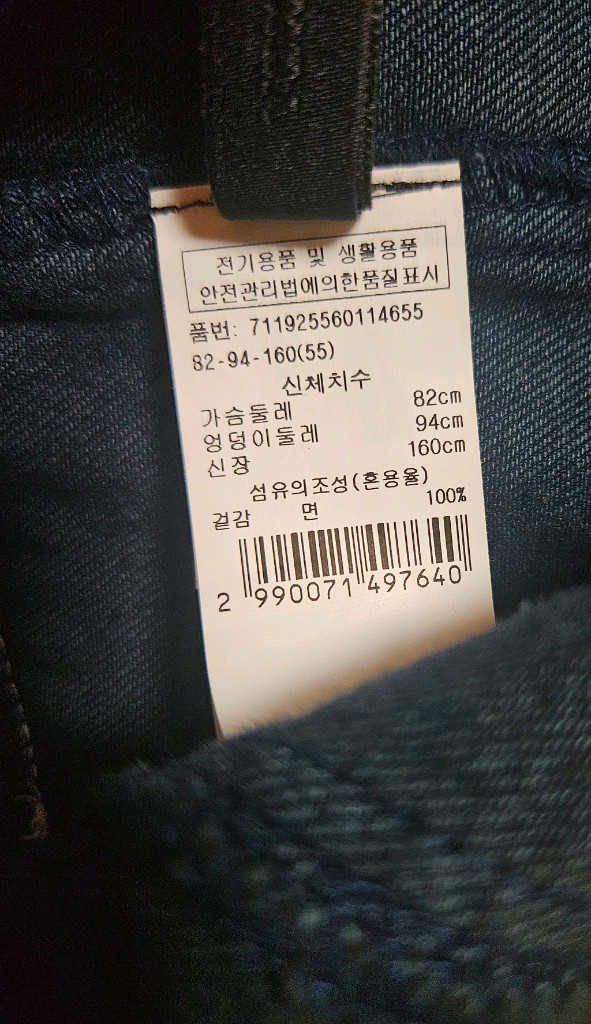 전기용품 및 생활용품
안전관리법에의한품질표시
품번: 711925560114655
82-94-160(55)
신체치수
가슴둘레 82cm
엉덩이둘레 94cm
신장 160cm
섬유의조성(혼용율)
겉감 면 100%
2 990071 497640